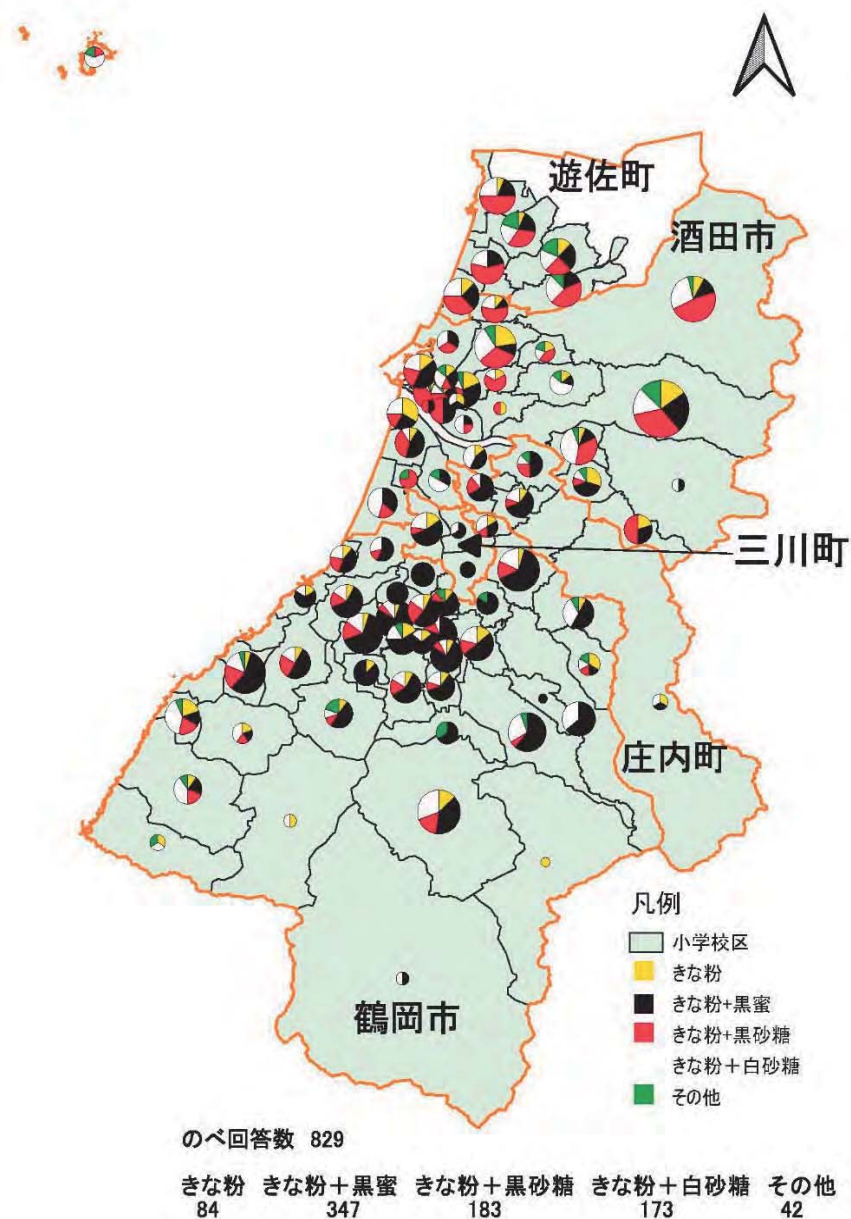 遊佐町
酒田市
三川町
庄内町
鶴岡市
凡例
小学校区
きな粉
きな粉+黒蜜
きな粉+黒砂糖
きな粉＋白砂糖
その他
のべ回答数 829
きな粉 きな粉＋黒蜜 きな粉＋黒砂糖 きな粉＋白砂糖 その他
84 347 183 173 42